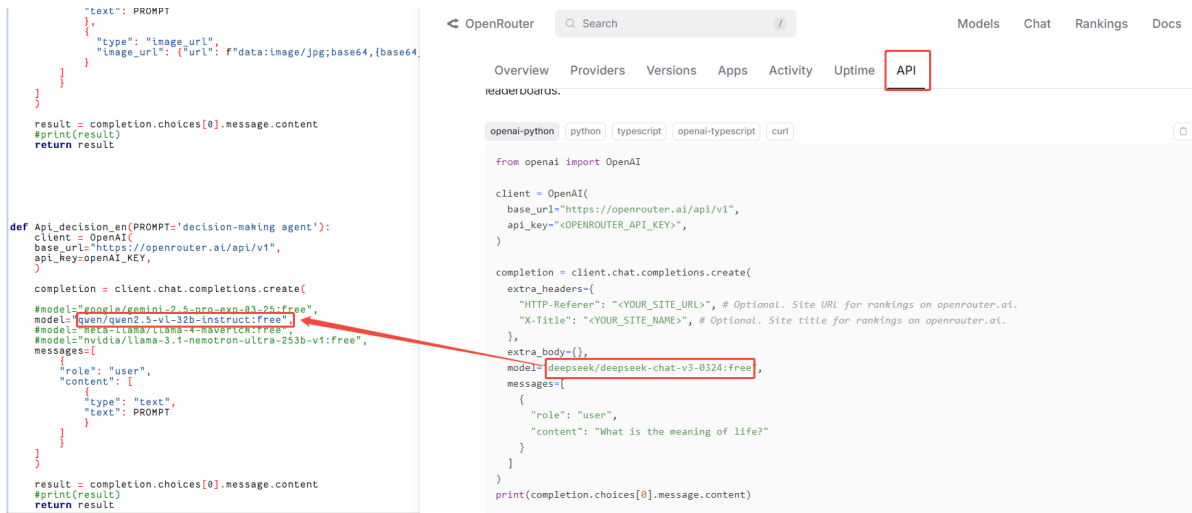 "text": PROMPT
},
{
"type": "image_url",
"image_url": {"url": f"data:image/jpg;base64,{base64_
}
]
}
]
)
result = completion.choices[0].message.content
#print(result)
return result
def Api_decision_en(PROMPT='decision-making agent'):
client = OpenAI(
base_url="https://openrouter.ai/api/v1",
api_key=openAI_KEY,
)
completion = client.chat.completions.create(
#model="google/gemini-2.5-pro-exp-03-25:free",
model="qwen/qwen2.5-vl-32b-instruct:free",
#model="meta-llama/llama-4-maverick:free",
#model="nvidia/llama-3.1-nemotron-ultra-253b-v1:free",
messages=[
{
"role": "user",
"content": [
{
"type": "text",
"text": PROMPT
}
]
}
]
)
result = completion.choices[0].message.content
#print(result)
return result
OpenRouter
Search
/
Models Chat Rankings Docs
Overview Providers Versions Apps Activity Uptime API
leaderboards.
openai-python python typescript openai-typescript curl
from openai import OpenAI
client = OpenAI(
base_url="https://openrouter.ai/api/v1",
api_key="<OPENROUTER_API_KEY>",
)
completion = client.chat.completions.create(
extra_headers={
"HTTP-Referer": "<YOUR_SITE_URL>", # Optional. Site URL for rankings on openrouter.ai.
"X-Title": "<YOUR_SITE_NAME>", # Optional. Site title for rankings on openrouter.ai.
},
extra_body={},
model="deepseek/deepseek-chat-v3-0324:free",
messages=[
{
"role": "user",
"content": "What is the meaning of life?"
}
]
)
print(completion.choices[0].message.content)